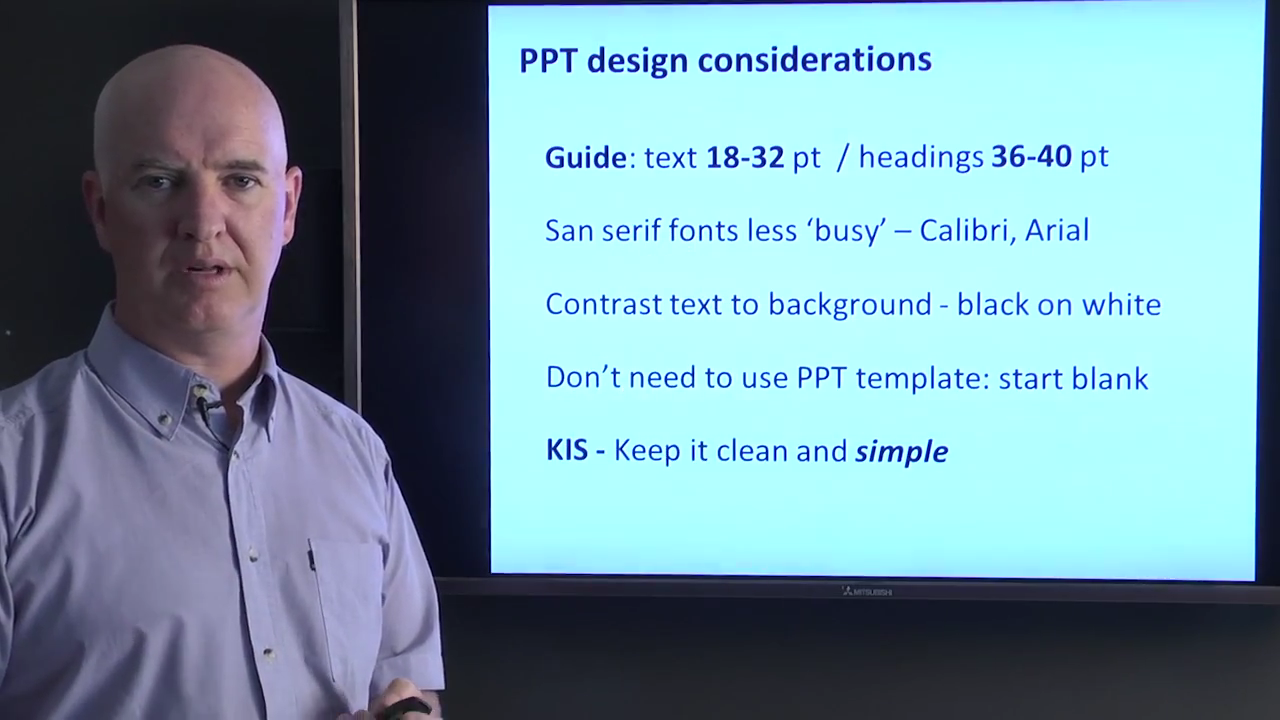 PPT design considerations
Guide: text 18-32 pt / headings 36-40 pt
San serif fonts less ‘busy’ – Calibri, Arial
Contrast text to background - black on white
Don’t need to use PPT template: start blank
KIS - Keep it clean and simple
MITSUBISHI